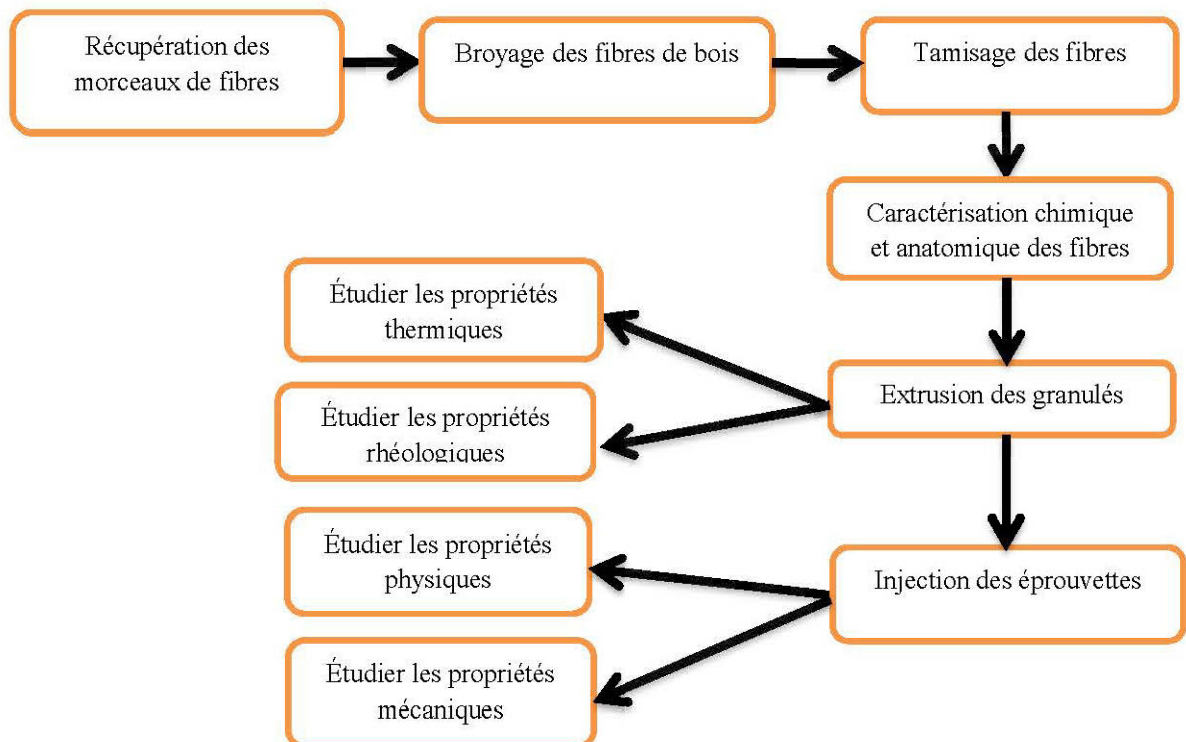 Récupération des
morceaux de fibres
Broyage des fibres de bois
Tamisage des fibres
Caractérisation chimique
et anatomique des fibres
Étudier les propriétés
thermiques
Extrusion des granulés
Étudier les propriétés
rhéologiques
Étudier les propriétés
physiques
Injection des éprouvettes
Étudier les propriétés
mécaniques